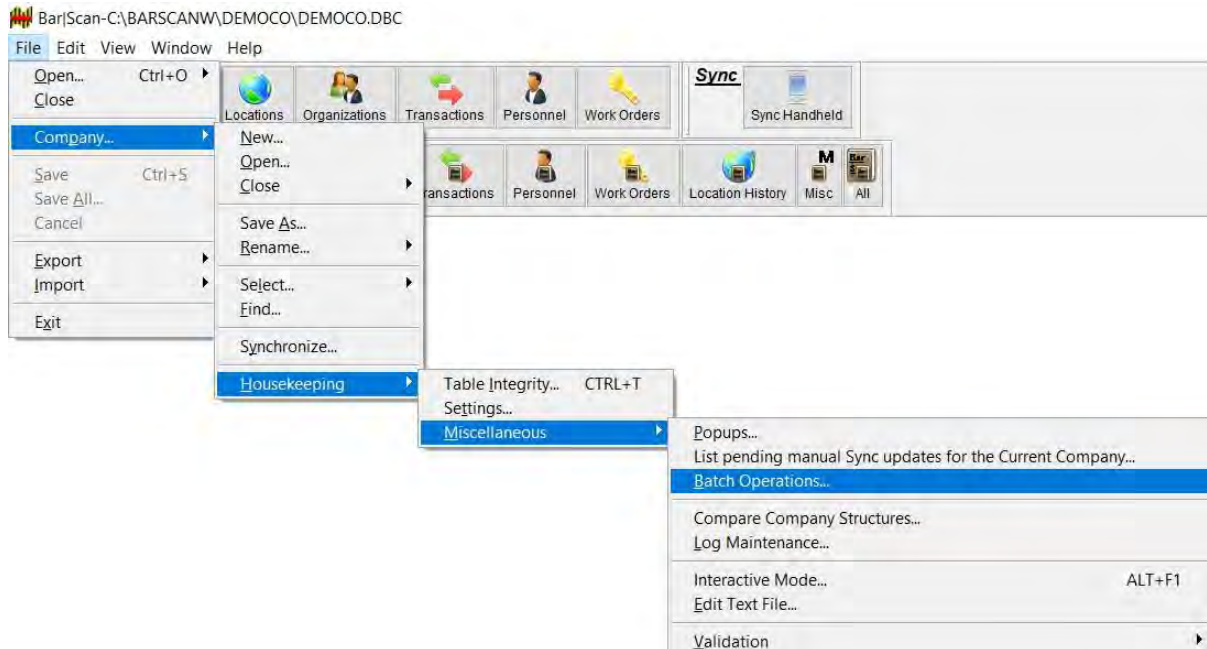 Bar|Scan-C:\BARSCANW\DEMOCO\DEMOCO.DBC
File Edit View Window Help
Open... Ctrl+O
Close
Company...
Save Ctrl+S
Save All...
Cancel
Export
Import
Exit
Locations Organizations Transactions Personnel Work Orders
Sync
Sync Handheld
ransactions Personnel Work Orders Location History M Misc Bar All
New...
Open...
Close
Save As...
Rename...
Select...
Find...
Synchronize...
Housekeeping
Table Integrity... CTRL+T
Settings...
Miscellaneous
Popups...
List pending manual Sync updates for the Current Company...
Batch Operations...
Compare Company Structures...
Log Maintenance...
Interactive Mode... ALT+F1
Edit Text File...
Validation